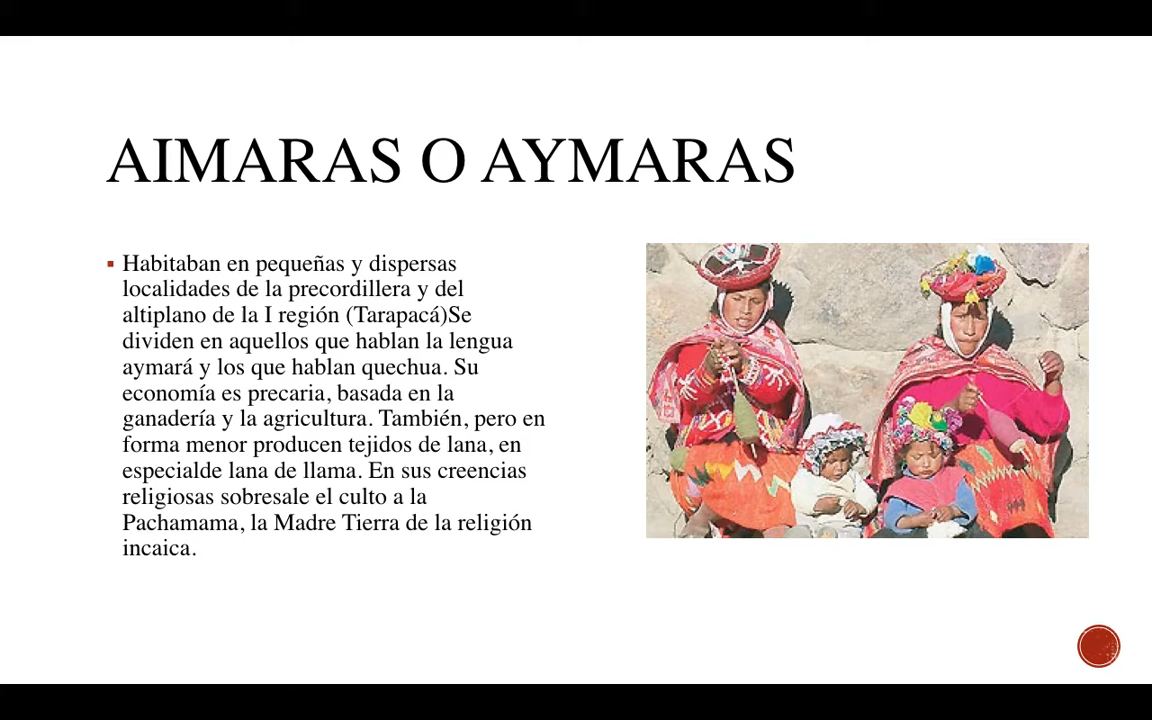 AIMARAS O AYMARAS
Habitaban en pequeñas y dispersas
localidades de la precordillera y del
altiplano de la I región (Tarapacá)Se
dividen en aquellos que hablan la lengua
aymará y los que hablan quechua. Su
economía es precaria, basada en la
ganadería y la agricultura. También, pero en
forma menor producen tejidos de lana, en
especialde lana de llama. En sus creencias
religiosas sobresale el culto a la
Pachamama, la Madre Tierra de la religión
incaica.